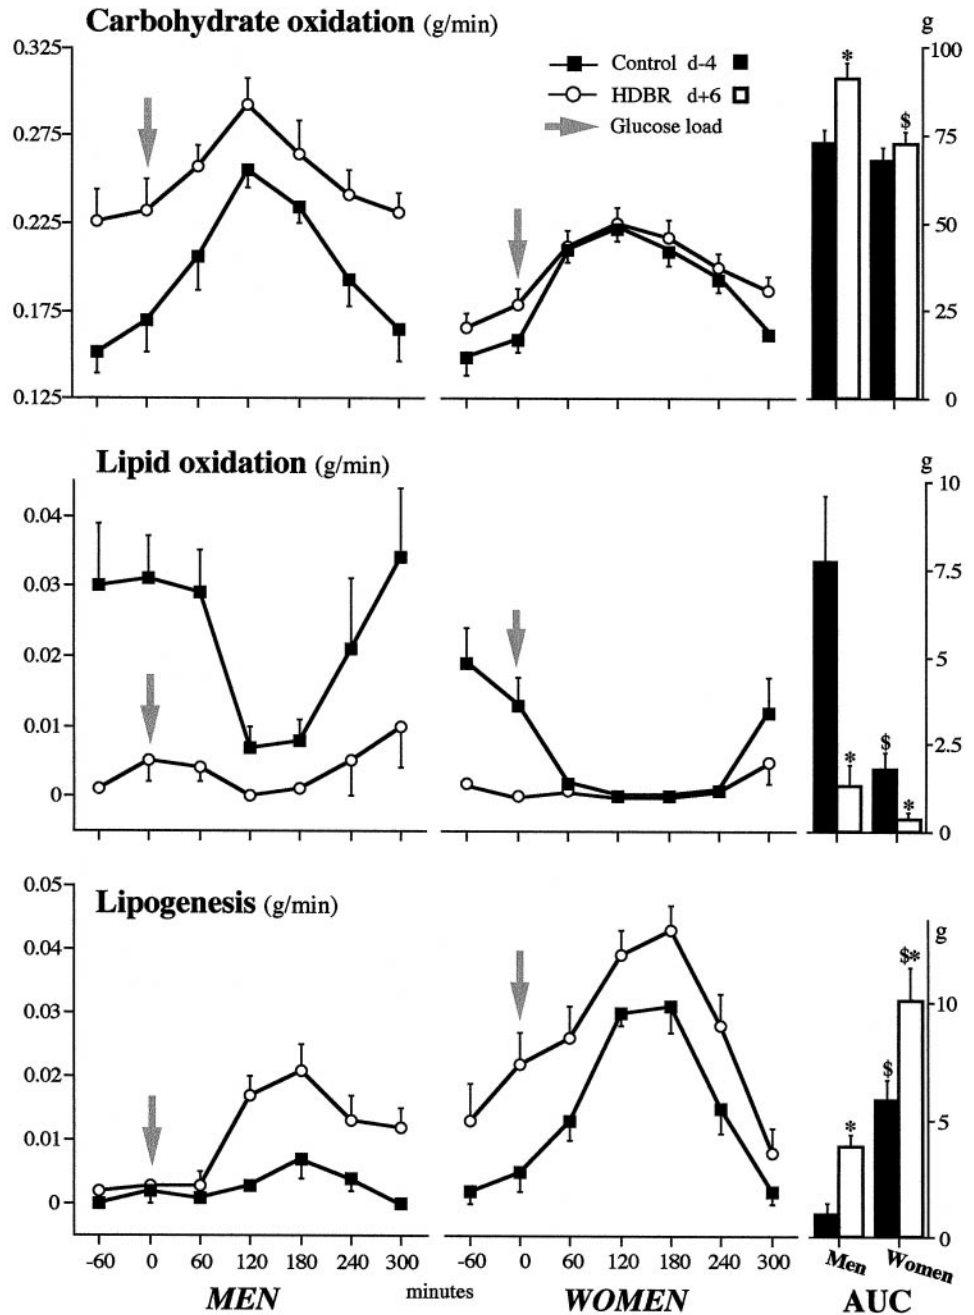 Carbohydrate oxidation (g/min)
g
0.325
0.275
0.225
0.175
0.125
Control d-4
HDBR d+6
Glucose load
*
$
100
75
50
25
0
Lipid oxidation (g/min)
g
0.04
0.03
0.02
0.01
0
*
$
*
10
7.5
5
2.5
0
Lipogenesis (g/min)
g
0.05
0.04
0.03
0.02
0.01
0
*
$
$*
10
5
0
-60 0 60 120 180 240 300
-60 0 60 120 180 240 300
Men Women
MEN minutes WOMEN AUC